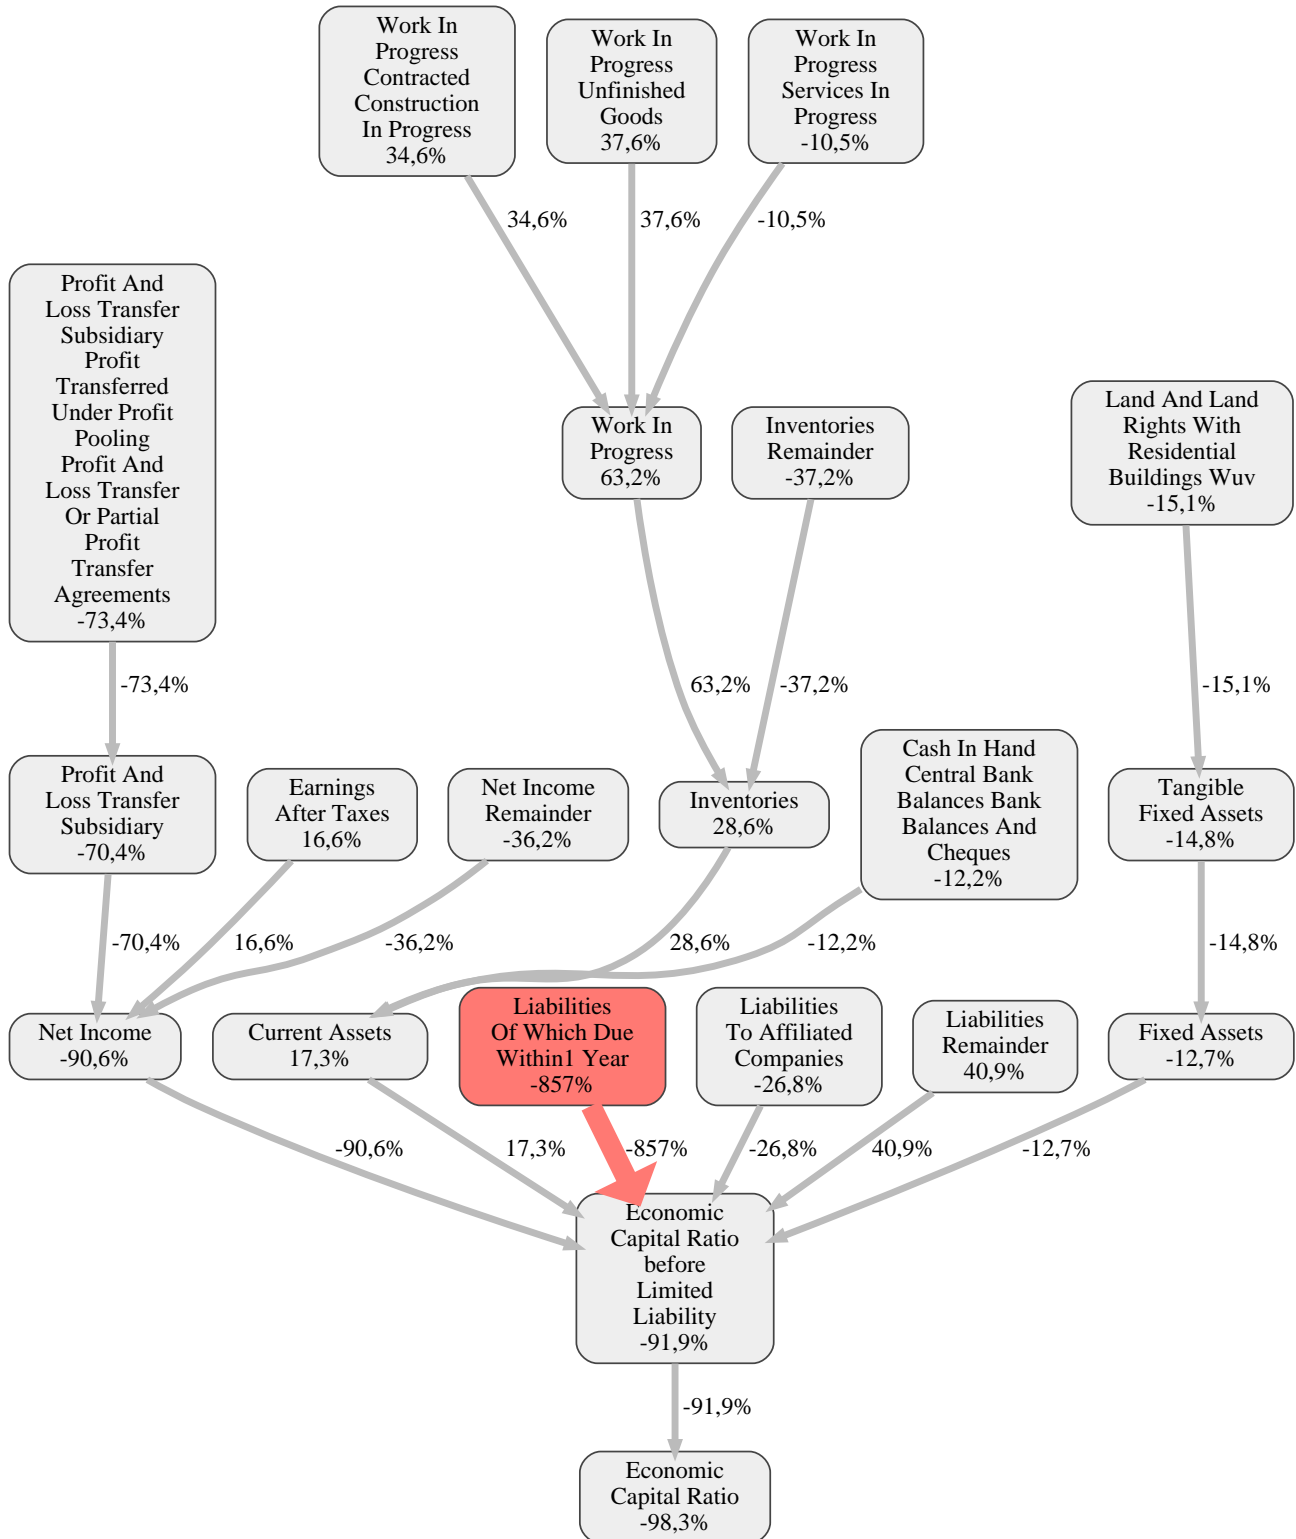 Work In
Progress
Contracted
Construction
In Progress
34,6%
Work In
Progress
Unfinished
Goods
37,6%
Work In
Progress
Services In
Progress
-10,5%
34,6%
37,6%
-10,5%
Profit And
Loss Transfer
Subsidiary
Profit
Transferred
Under Profit
Pooling
Profit And
Loss Transfer
Or Partial
Profit
Transfer
Agreements
-73,4%
Work In
Progress
63,2%
Inventories
Remainder
-37,2%
Land And Land
Rights With
Residential
Buildings Wuv
-15,1%
-73,4%
63,2%
-37,2%
-15,1%
Profit And
Loss Transfer
Subsidiary
-70,4%
Earnings
After Taxes
16,6%
Net Income
Remainder
-36,2%
Inventories
28,6%
Cash In Hand
Central Bank
Balances Bank
Balances And
Cheques
-12,2%
Tangible
Fixed Assets
-14,8%
-70,4%
16,6%
-36,2%
28,6%
-12,2%
-14,8%
Net Income
-90,6%
Current Assets
17,3%
Liabilities
Of Which Due
Within1 Year
-857%
Liabilities
To Affiliated
Companies
-26,8%
Liabilities
Remainder
40,9%
Fixed Assets
-12,7%
-90,6%
17,3%
-857%
-26,8%
40,9%
-12,7%
Economic
Capital Ratio
before
Limited
Liability
-91,9%
-91,9%
Economic
Capital Ratio
-98,3%